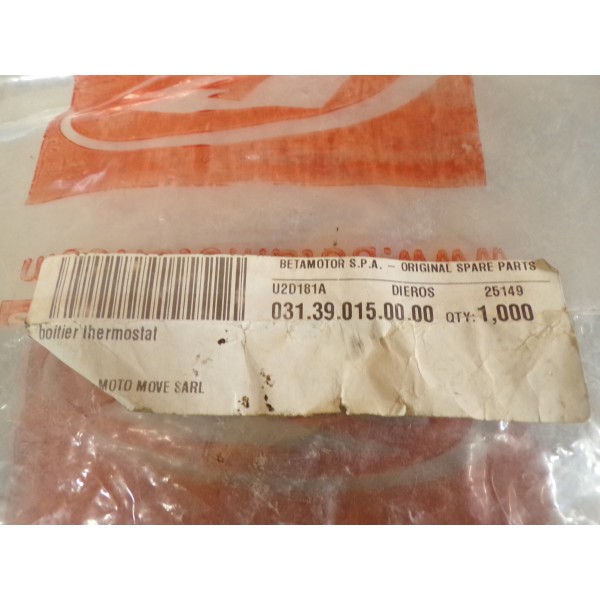 BETAMOTOR S.P.A. - ORIGINAL SPARE PARTS
U2D181A DIEROS 25149
031.39.015.00.00 QTY: 1,000
boitier thermostat
MOTO MOVE SARL